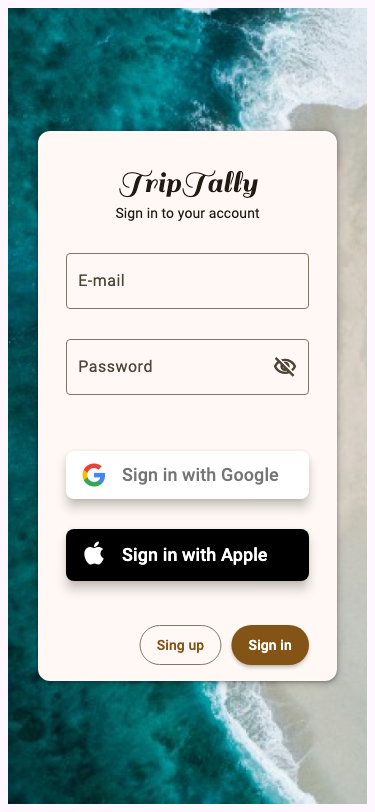 TripTally
Sign in to your account
E-mail
Password
Sign in with Google
Sign in with Apple
Sing up
Sign in